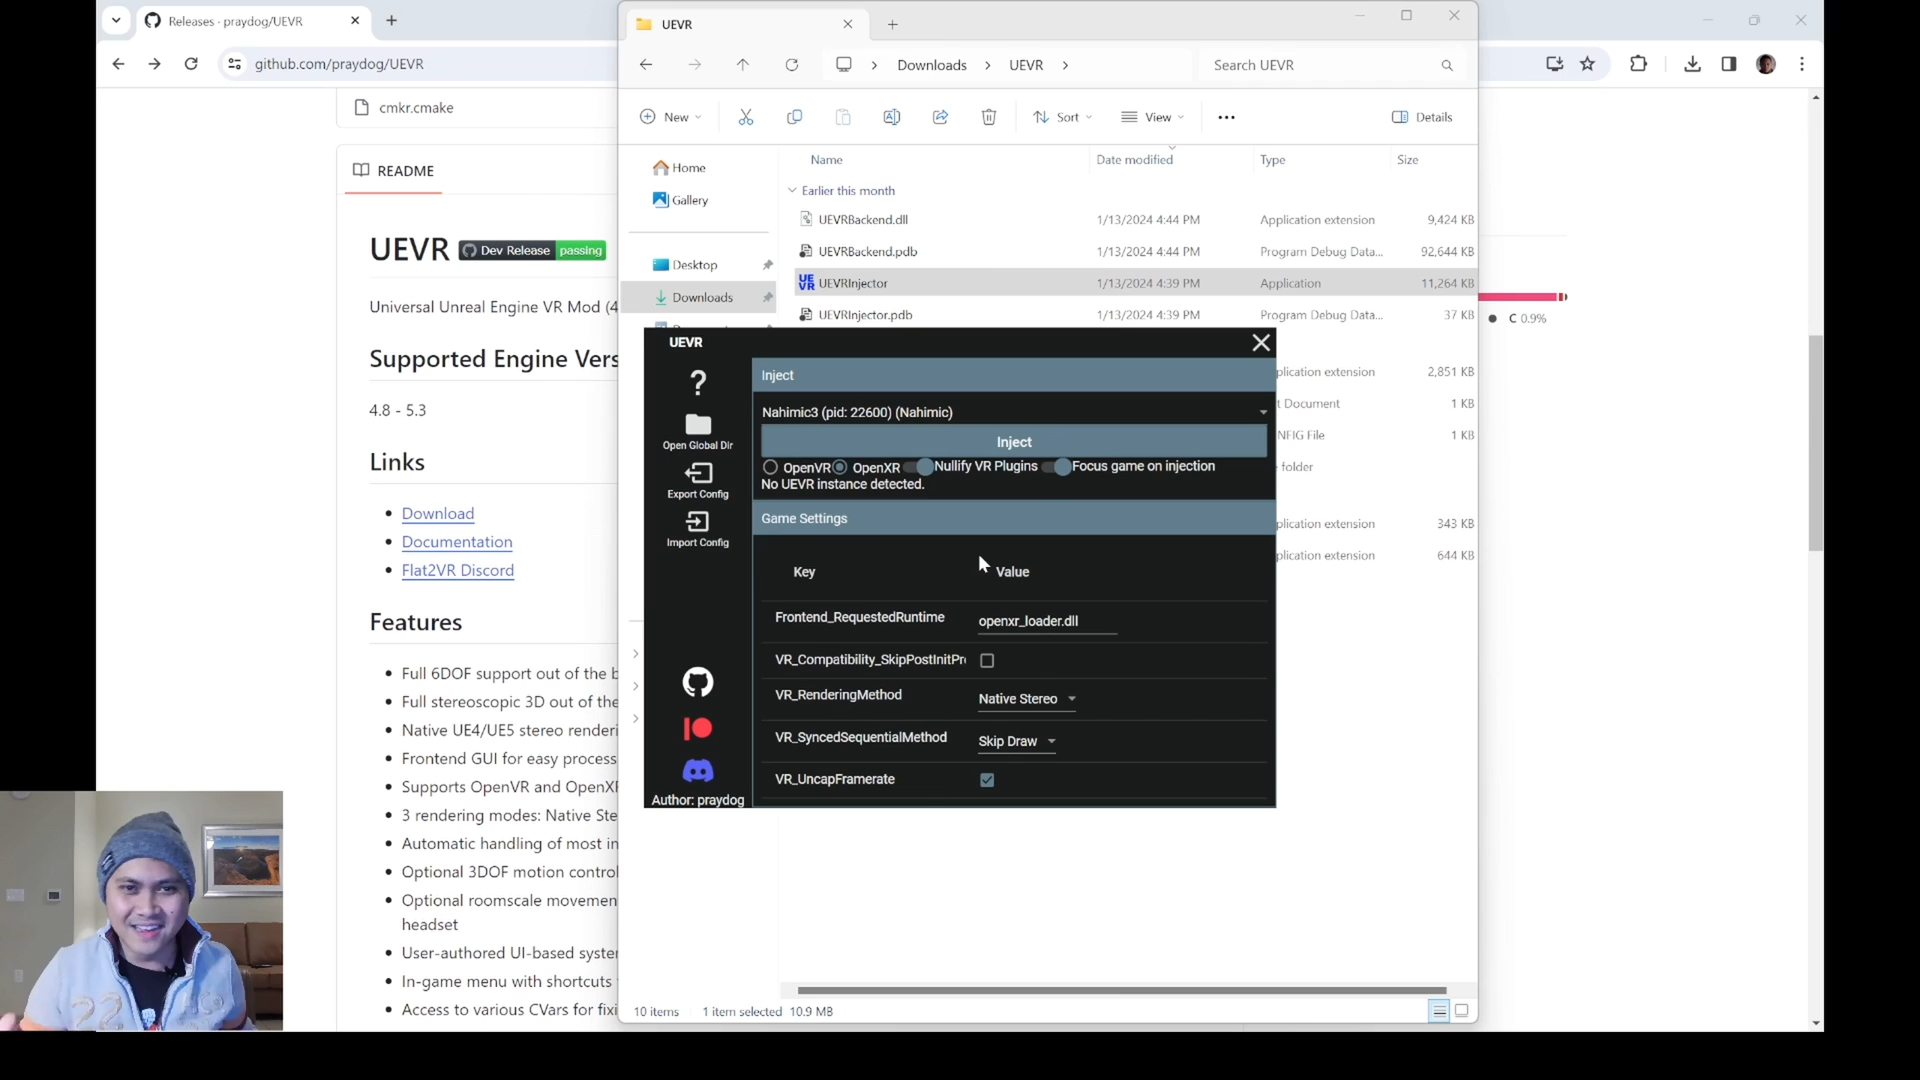 Releases · praydog/UEVR
github.com/praydog/UEVR
cmkr.cmake
README
UEVR Dev Release passing
Universal Unreal Engine VR Mod (4
Supported Engine Vers
4.8 - 5.3
Links
Download
Documentation
Flat2VR Discord
Features
Full 6DOF support out of the b
Full stereoscopic 3D out of the
Native UE4/UE5 stereo renderi
Frontend GUI for easy process
Supports OpenVR and OpenXF
3 rendering modes: Native Ste
Automatic handling of most in
Optional 3DOF motion control
Optional roomscale movemen
headset
User-authored UI-based syste
In-game menu with shortcuts
Access to various CVars for fixi
C 0.9%
UEVR
Downloads
UEVR
Search UEVR
New
Sort
View
Details
Home
Gallery
Desktop
Downloads
Name Date modified Type Size
Earlier this month
UEVRBackend.dll 1/13/2024 4:44 PM Application extension 9,424 KB
UEVRBackend.pdb 1/13/2024 4:44 PM Program Debug Data... 92,644 KB
UEVRInjector 1/13/2024 4:39 PM Application 11,264 KB
UEVRInjector.pdb 1/13/2024 4:39 PM Program Debug Data... 37 KB
plication extension 2,851 KB
t Document 1 KB
NFIG File 1 KB
folder
plication extension 343 KB
plication extension 644 KB
10 items 1 item selected 10.9 MB
UEVR
?
Open Global Dir
Export Config
Import Config
Author: praydog
Inject
Nahimic3 (pid: 22600) (Nahimic)
Inject
OpenVR OpenXR Nullify VR Plugins Focus game on injection
No UEVR instance detected.
Game Settings
Key Value
Frontend_RequestedRuntime openxr_loader.dll
VR_Compatibility_SkipPostInitPr
VR_RenderingMethod Native Stereo
VR_SyncedSequentialMethod Skip Draw
VR_UncapFramerate
22